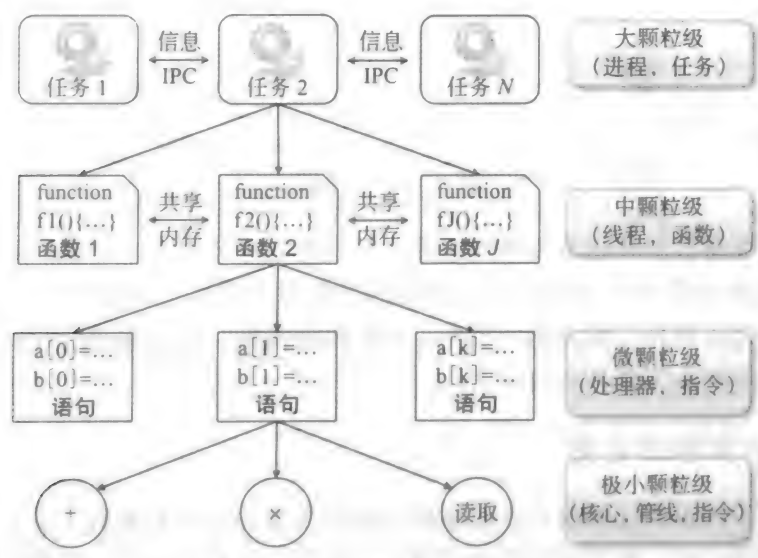 信息
信息
IPC
IPC
任务 1
任务 2
任务 N
大颗粒级
(进程, 任务)
function
f1(){…}
函数 1
共享
内存
function
f2(){…}
函数 2
共享
内存
function
fJ(){…}
函数 J
中颗粒级
(线程, 函数)
a[0]=…
b[0]=…
语句
a[1]=…
b[1]=…
语句
a[k]=…
b[k]=…
语句
微颗粒级
(处理器、指令)
+
×
读取
极小颗粒级
(核心, 管线, 指令)